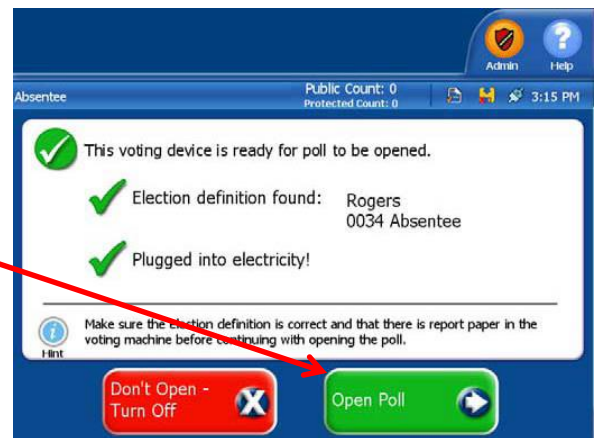 Admin
Help
Absentee
Public Count: 0
Protected Count: 0
3:15 PM
This voting device is ready for poll to be opened.
Election definition found:
Rogers
0034 Absentee
Plugged into electricity!
Hint
Make sure the election definition is correct and that there is report paper in the
voting machine before continuing with opening the poll.
Don't Open -
Turn Off
Open Poll